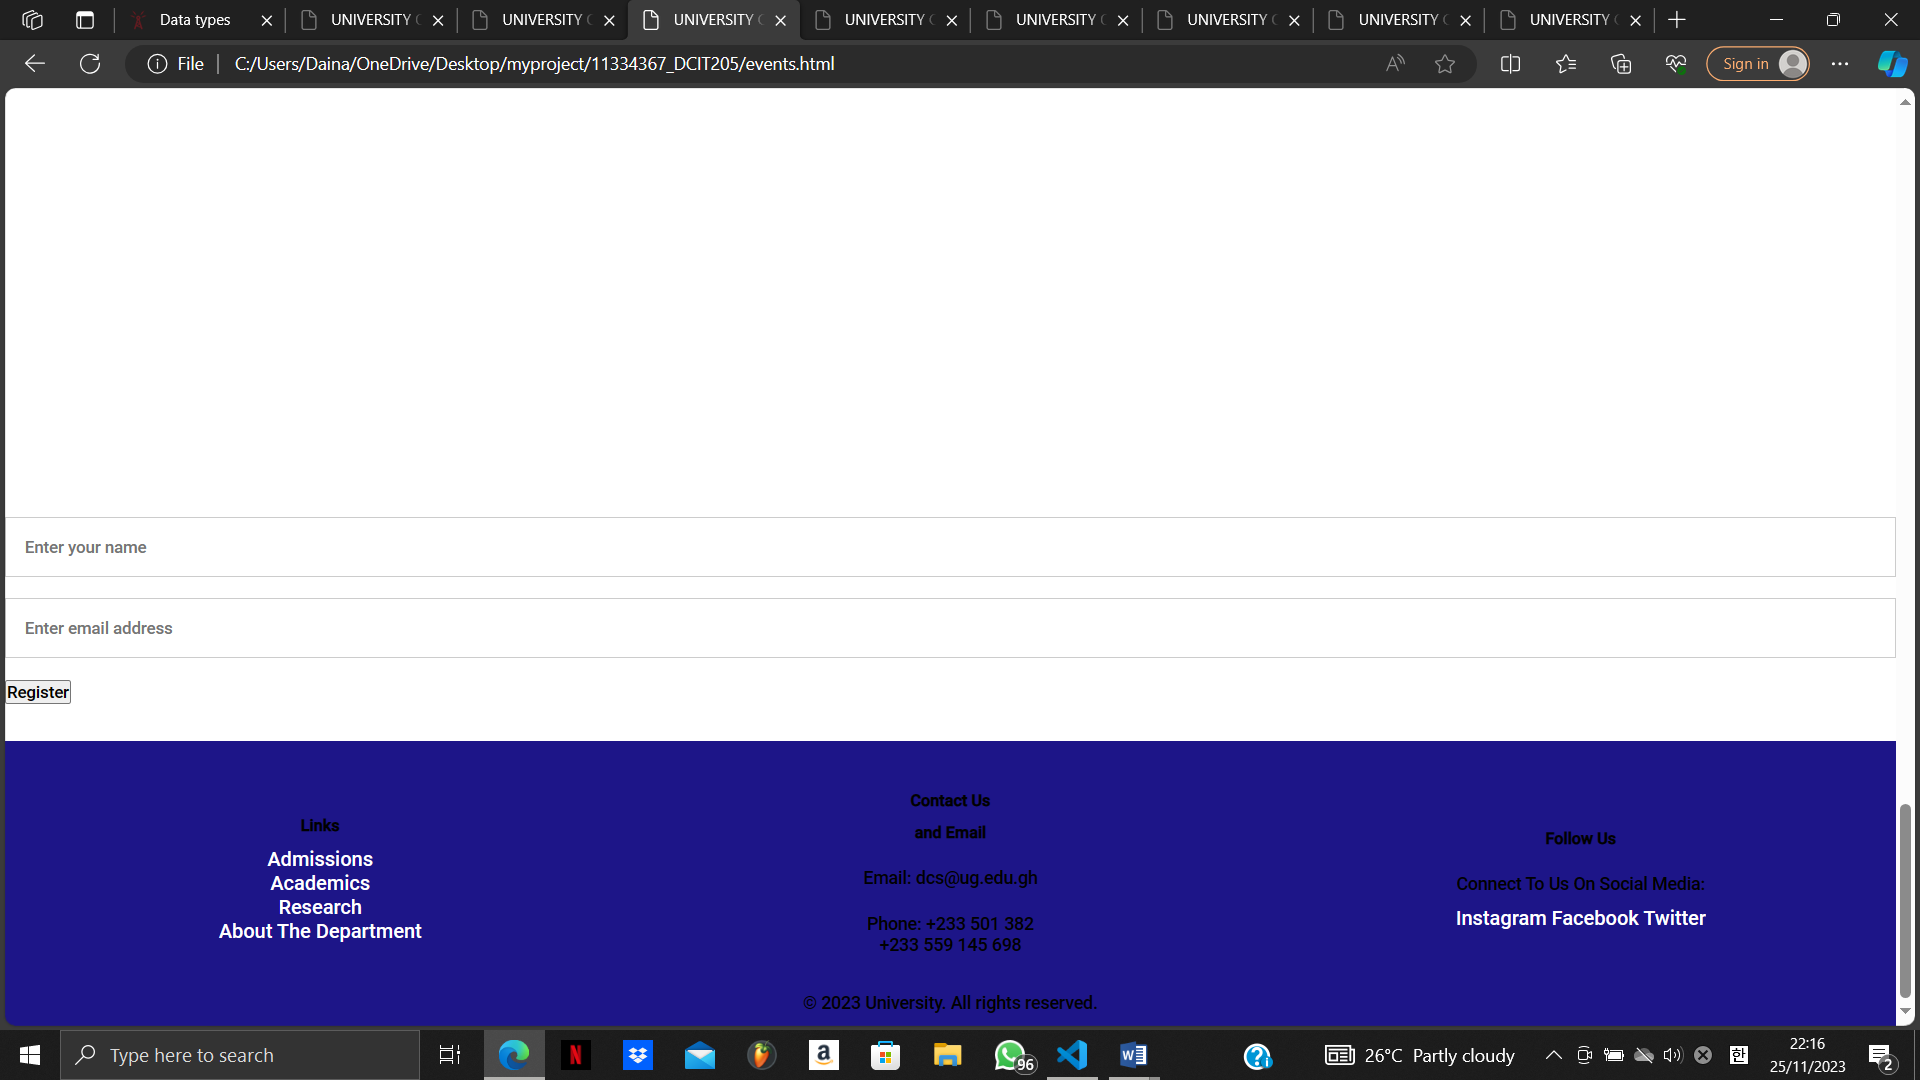 Data types
UNIVERSITY
UNIVERSITY
UNIVERSITY
UNIVERSITY
UNIVERSITY
UNIVERSITY
UNIVERSITY
UNIVERSITY
File
C:/Users/Daina/OneDrive/Desktop/myproject/11334367_DCIT205/events.html
Sign in
Enter your name
Enter email address
Register
Links
Admissions
Academics
Research
About The Department
Contact Us
and Email
Email: dcs@ug.edu.gh
Phone: +233 501 382
+233 559 145 698
Follow Us
Connect To Us On Social Media:
Instagram Facebook Twitter
© 2023 University. All rights reserved.
Type here to search
96
26°C Partly cloudy
한
22:16
25/11/2023
2